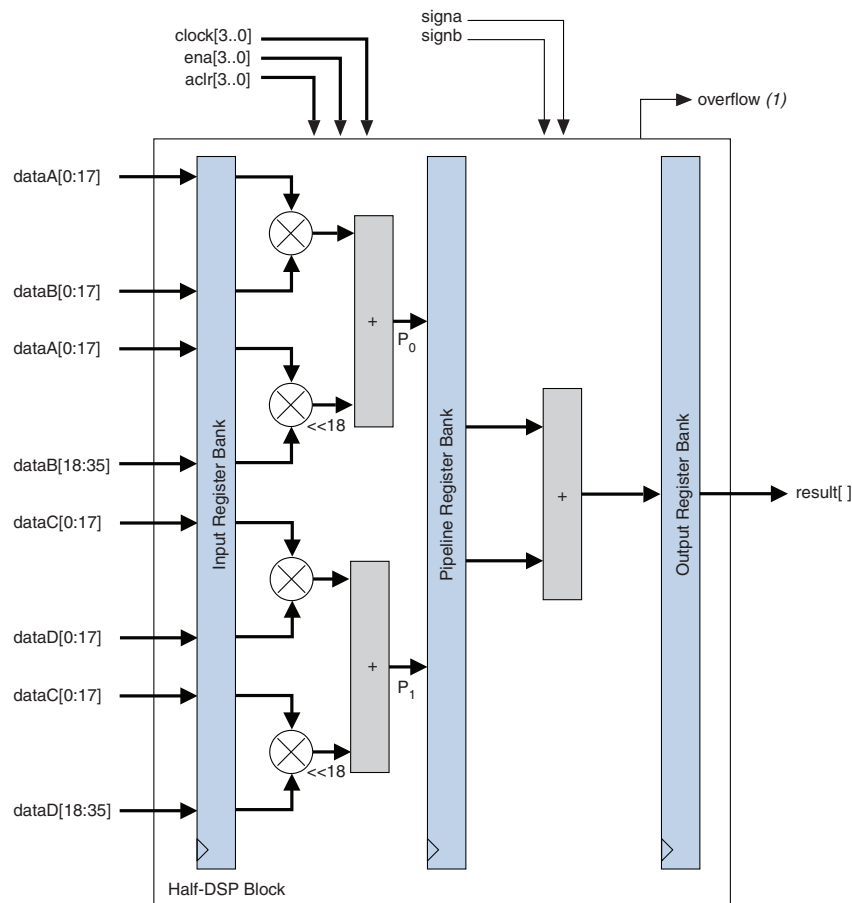 clock[3..0]
ena[3..0]
aclr[3..0]
signa
signb
overflow (1)
dataA[0:17]
dataB[0:17]
dataA[0:17]
dataB[18:35]
dataC[0:17]
dataD[0:17]
dataC[0:17]
dataD[18:35]
Input Register Bank
<<18
<<18
+
P0
+
P1
Pipeline Register Bank
+
Output Register Bank
result[ ]
Half-DSP Block